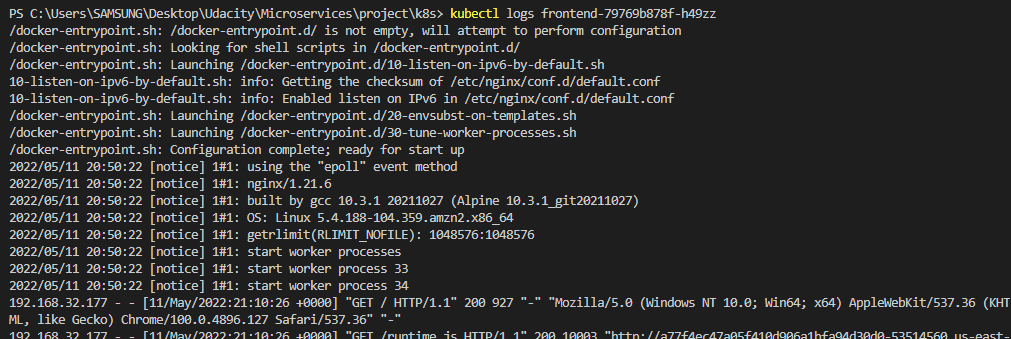 PS C:\Users\SAMSUNG\Desktop\Udacity\Microservices\project\k8s> kubectl logs frontend-79769b878f-h49zz
/docker-entrypoint.sh: /docker-entrypoint.d/ is not empty, will attempt to perform configuration
/docker-entrypoint.sh: Looking for shell scripts in /docker-entrypoint.d/
/docker-entrypoint.sh: Launching /docker-entrypoint.d/10-listen-on-ipv6-by-default.sh
10-listen-on-ipv6-by-default.sh: info: Getting the checksum of /etc/nginx/conf.d/default.conf
10-listen-on-ipv6-by-default.sh: info: Enabled listen on IPv6 in /etc/nginx/conf.d/default.conf
/docker-entrypoint.sh: Launching /docker-entrypoint.d/20-envsubst-on-templates.sh
/docker-entrypoint.sh: Launching /docker-entrypoint.d/30-tune-worker-processes.sh
/docker-entrypoint.sh: Configuration complete; ready for start up
2022/05/11 20:50:22 [notice] 1#1: using the "epoll" event method
2022/05/11 20:50:22 [notice] 1#1: nginx/1.21.6
2022/05/11 20:50:22 [notice] 1#1: built by gcc 10.3.1 20211027 (Alpine 10.3.1_git20211027)
2022/05/11 20:50:22 [notice] 1#1: OS: Linux 5.4.188-104.359.amzn2.x86_64
2022/05/11 20:50:22 [notice] 1#1: getrlimit(RLIMIT_NOFILE): 1048576:1048576
2022/05/11 20:50:22 [notice] 1#1: start worker processes
2022/05/11 20:50:22 [notice] 1#1: start worker process 33
2022/05/11 20:50:22 [notice] 1#1: start worker process 34
192.168.32.177 - - [11/May/2022:21:10:26 +0000] "GET / HTTP/1.1" 200 927 "-" "Mozilla/5.0 (Windows NT 10.0; Win64; x64) AppleWebKit/537.36 (KHT
ML, like Gecko) Chrome/100.0.4896.127 Safari/537.36" "-"
192.168.32.177 - - [11/May/2022:21:10:26 +0000] "GET /runtime.js HTTP/1.1" 200 10003